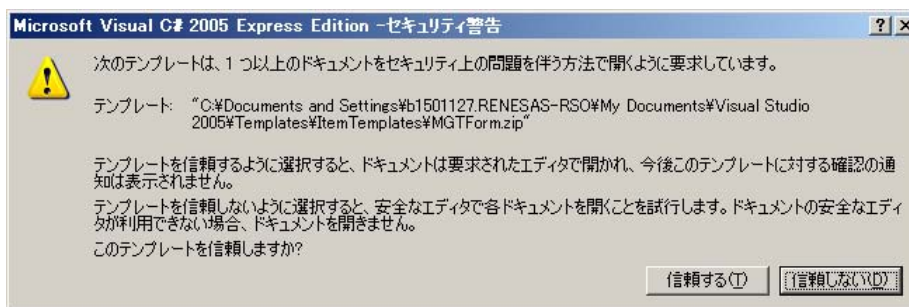 Microsoft Visual C# 2005 Express Edition -セキュリティ警告
次のテンプレートは、1 つ以上のドキュメントをセキュリティ上の問題を伴う方法で開くように要求しています。
テンプレート: "C:¥Documents and Settings¥b1501127.RENESAS-RSO¥My Documents¥Visual Studio
2005¥Templates¥ItemTemplates¥MGTForm.zip"
テンプレートを信頼するように選択すると、ドキュメントは要求されたエディタで開かれ、今後このテンプレートに対する確認の通
知は表示されません。
テンプレートを信頼しないように選択すると、安全なエディタで各ドキュメントを開くことを試行します。ドキュメントの安全なエディ
タが利用できない場合、ドキュメントを開きません。
このテンプレートを信頼しますか?
信頼する(T) 信頼しない(D)